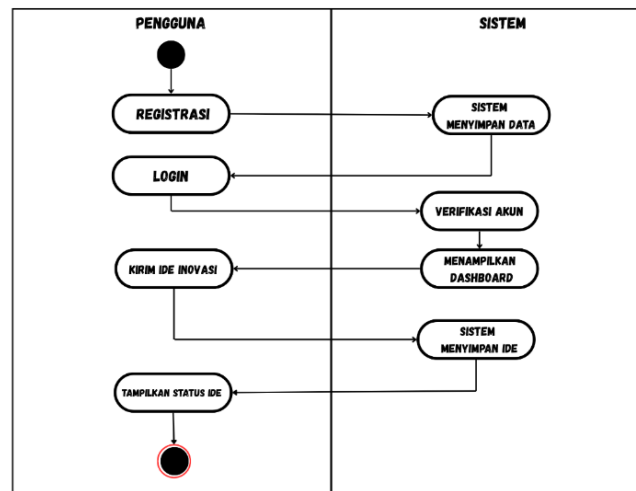 PENGGUNA
SISTEM
REGISTRASI
SISTEM
MENYIMPAN DATA
LOGIN
VERIFIKASI AKUN
KIRIM IDE INOVASI
MENAMPILKAN
DASHBOARD
SISTEM
MENYIMPAN IDE
TAMPILKAN STATUS IDE